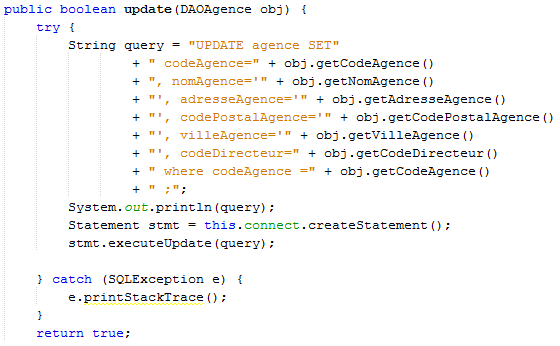 public boolean update(DAOAgence obj) {
try {
String query = "UPDATE agence SET"
+ " codeAgence=" + obj.getCodeAgence()
+ ", nomAgence='" + obj.getNomAgence()
+ "', adresseAgence='" + obj.getAdresseAgence()
+ "', codePostalAgence='" + obj.getCodePostalAgence()
+ "', villeAgence='" + obj.getVilleAgence()
+ "', codeDirecteur=" + obj.getCodeDirecteur()
+ " where codeAgence =" + obj.getCodeAgence()
+ " ;";
System.out.println(query);
Statement stmt = this.connect.createStatement();
stmt.executeUpdate(query);
} catch (SQLException e) {
e.printStackTrace();
}
return true;